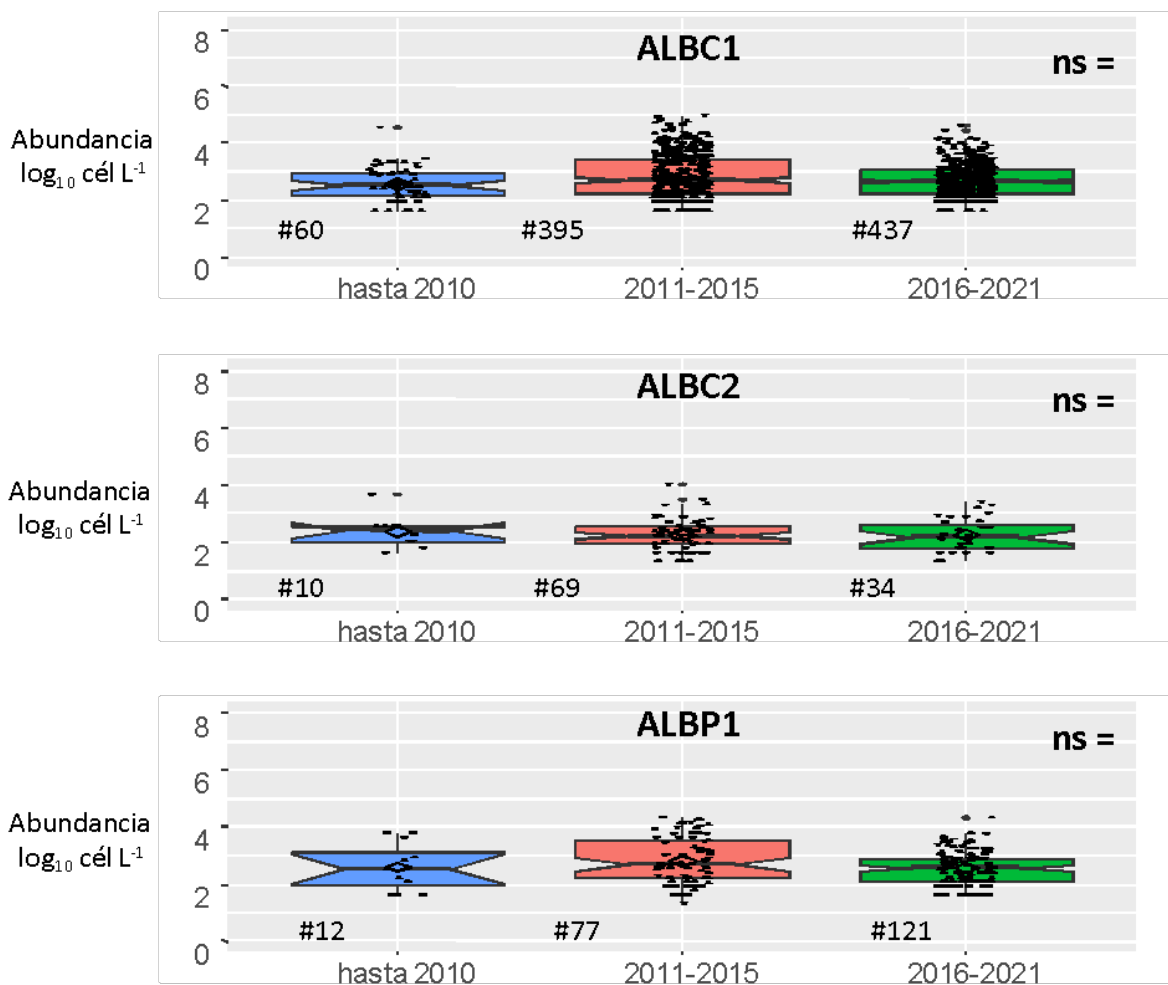 ALBC1
ns =
8
6
4
2
0
Abundancia
log₁₀ cél L⁻¹
#60
#395
#437
hasta 2010
2011-2015
2016-2021
ALBC2
ns =
8
6
4
2
0
Abundancia
log₁₀ cél L⁻¹
#10
#69
#34
hasta 2010
2011-2015
2016-2021
ALBP1
ns =
8
6
4
2
0
Abundancia
log₁₀ cél L⁻¹
#12
#77
#121
hasta 2010
2011-2015
2016-2021